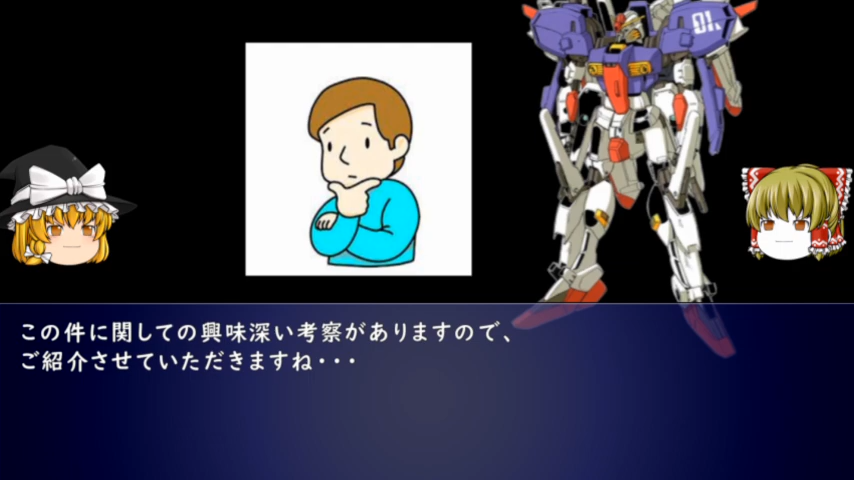 01
この件に関しての興味深い考察がありますので、
ご紹介させていただきますね・・・